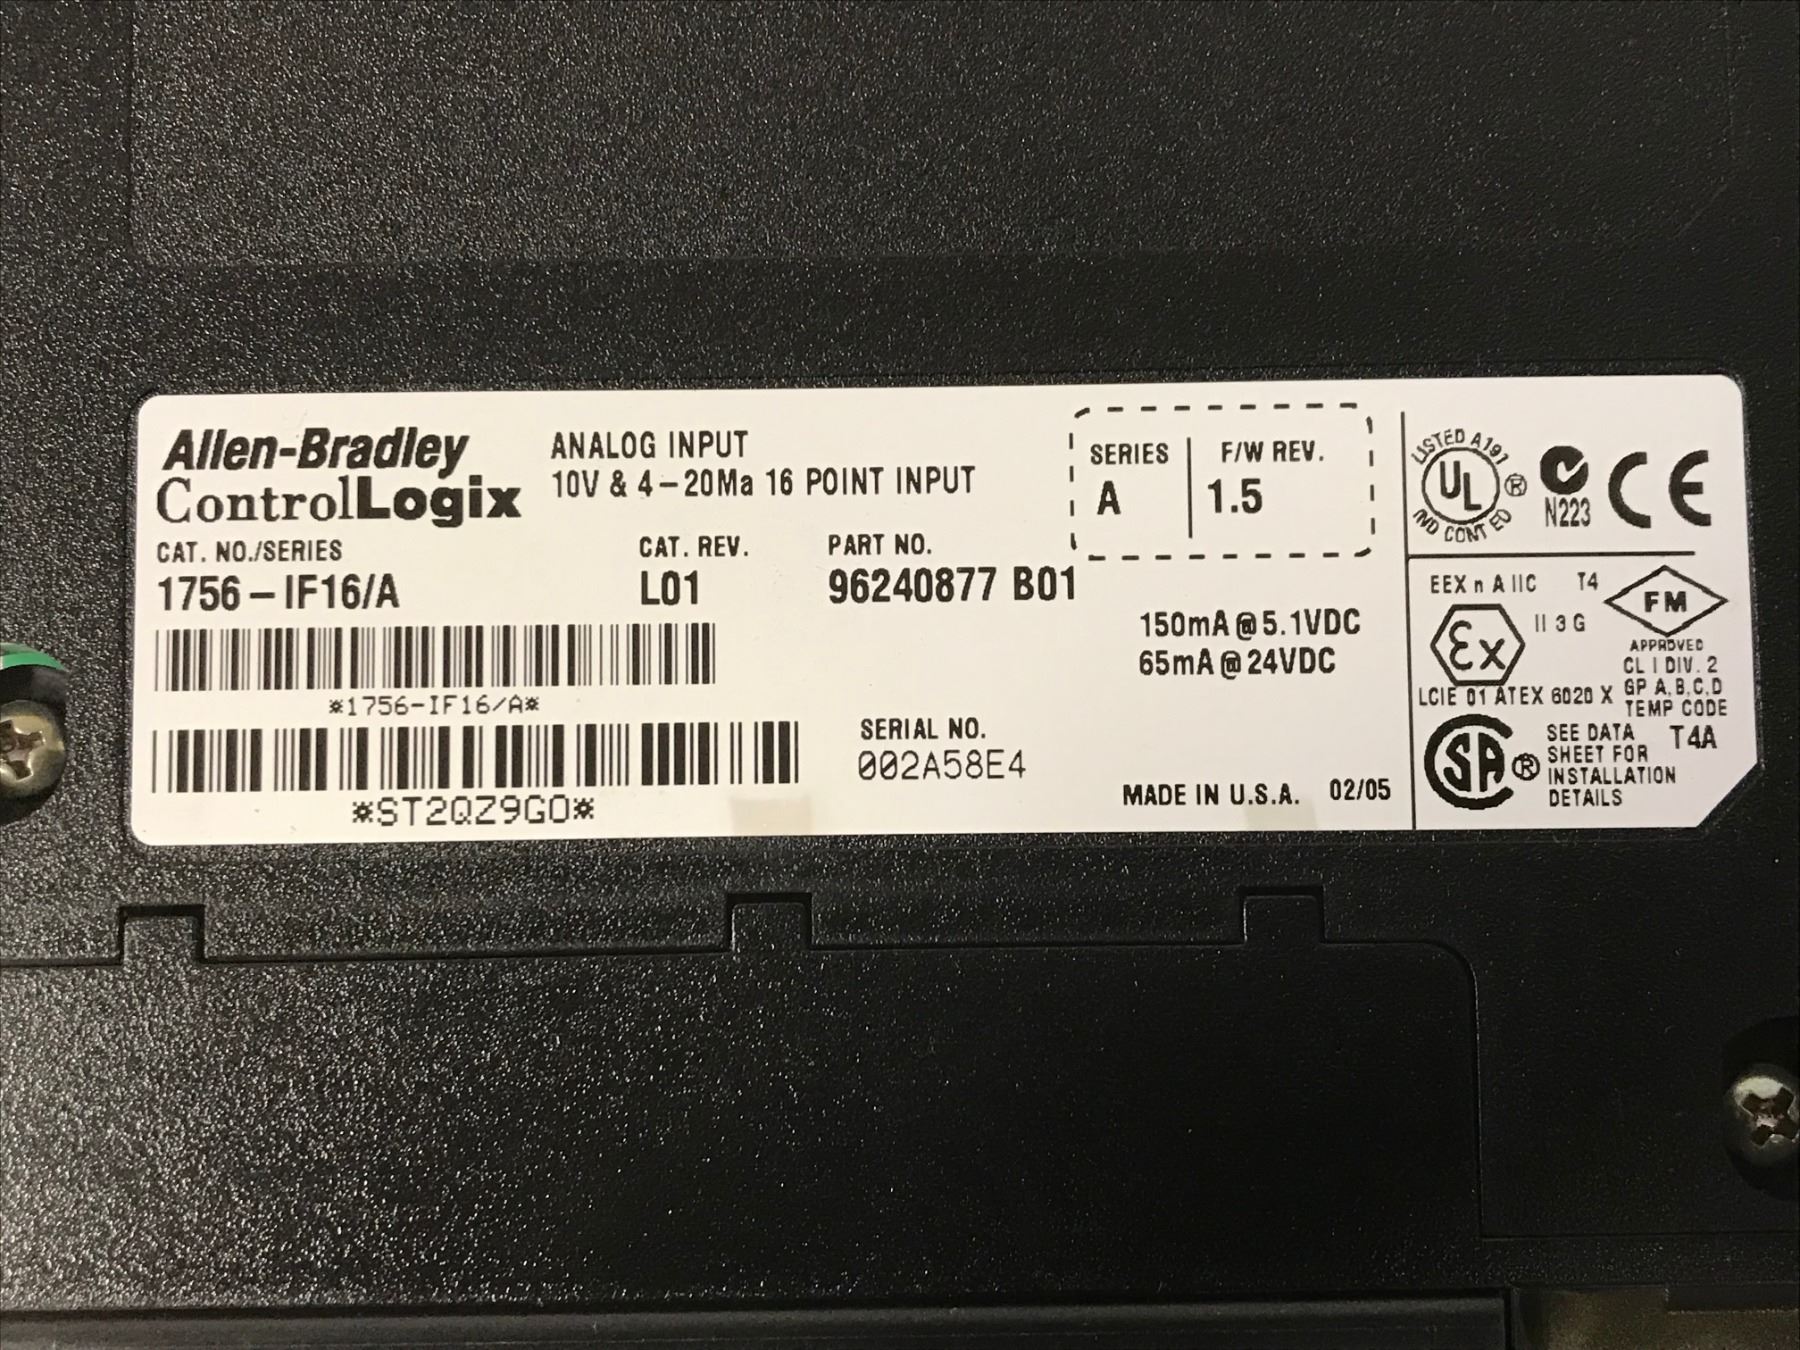 Allen-Bradley
ControlLogix
ANALOG INPUT
10V & 4-20Ma 16 POINT INPUT
SERIES
A
F/W REV.
1.5
CAT. NO./SERIES
1756-IF16/A
CAT. REV.
L01
PART NO.
96240877 B01
*1756-IF16/A*
150mA@5.1VDC
65mA@24VDC
*ST2QZ9G0*
SERIAL NO.
002A58E4
MADE IN U.S.A. 02/05
LISTED A197
UL ®
IND CONT EQ
N223
CE
EEX n A IIC T4
Ex II 3 G
LCIE 01 ATEX 6020 X
FM
APPROVED
CL I DIV. 2
GP A,B,C,D
TEMP CODE
T4A
SA ®
SEE DATA
SHEET FOR
INSTALLATION
DETAILS